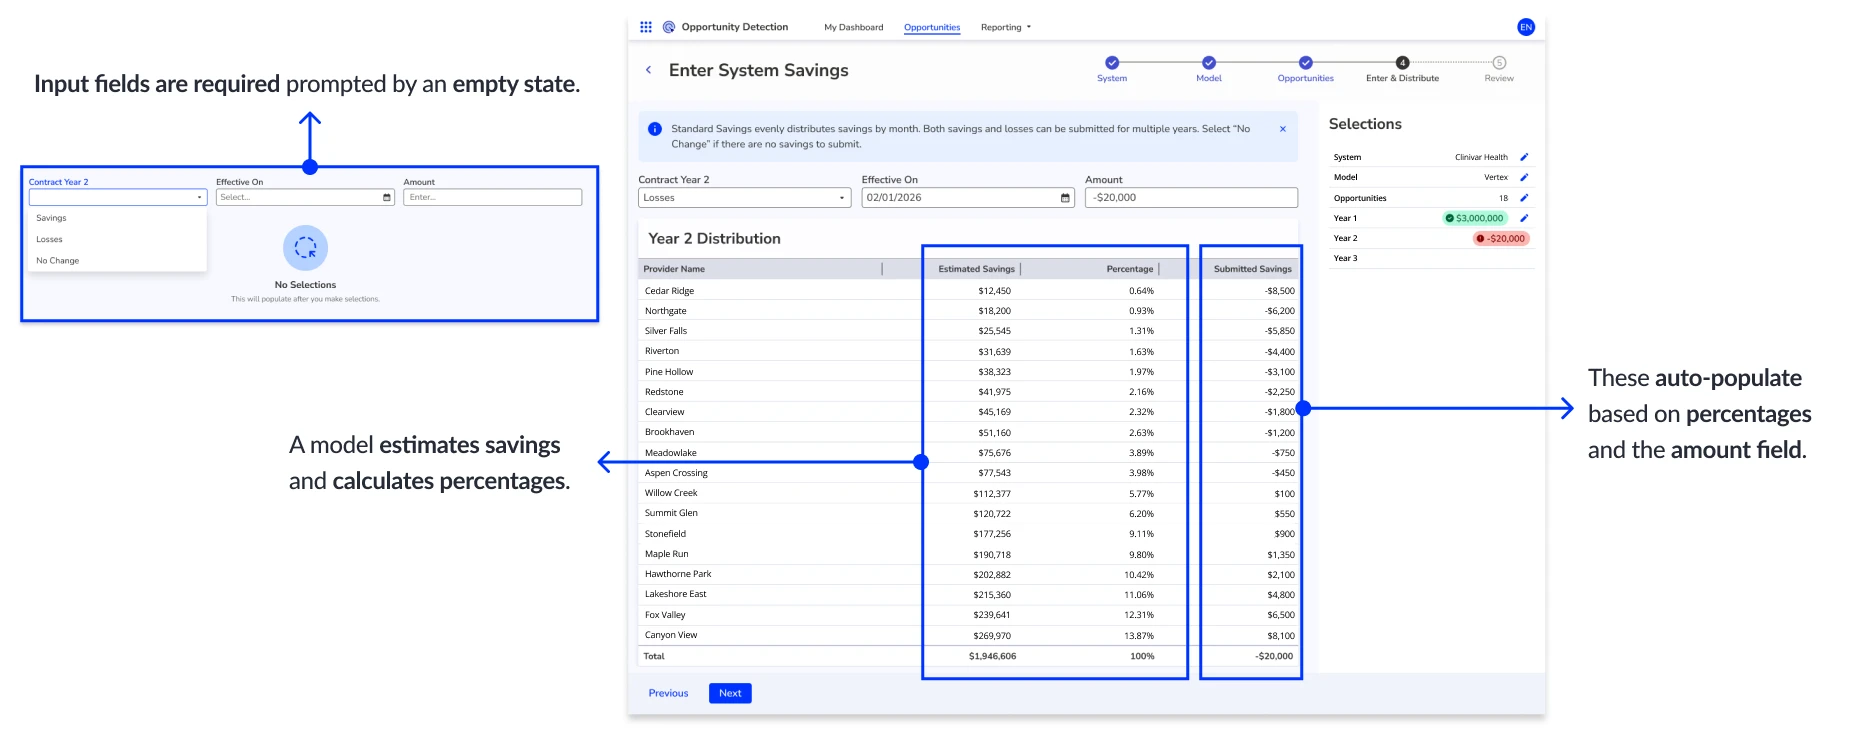 Input fields are required prompted by an empty state.
Contract Year 2
Effective On
Amount
Select...
Enter...
Savings
Losses
No Change
No Selections
This will populate after you make selections.
A model estimates savings
and calculates percentages.
Opportunity Detection
My Dashboard
Opportunities
Reporting
EN
Enter System Savings
System
Model
Opportunities
4
Enter & Distribute
5
Review
Standard Savings evenly distributes savings by month. Both savings and losses can be submitted for multiple years. Select “No
Change” if there are no savings to submit.
Contract Year 2
Effective On
Amount
Losses
02/01/2026
-$20,000
Year 2 Distribution
Provider Name Estimated Savings Percentage Submitted Savings
Cedar Ridge $12,450 0.64% -$8,500
Northgate $18,200 0.93% -$6,200
Silver Falls $25,545 1.31% -$5,850
Riverton $31,639 1.63% -$4,400
Pine Hollow $38,323 1.97% -$3,100
Redstone $41,975 2.16% -$2,250
Clearview $45,169 2.32% -$1,800
Brookhaven $51,160 2.63% -$1,200
Meadowlake $75,676 3.89% -$750
Aspen Crossing $77,543 3.98% -$450
Willow Creek $112,377 5.77% $100
Summit Glen $120,722 6.20% $550
Stonefield $177,256 9.11% $900
Maple Run $190,718 9.80% $1,350
Hawthorne Park $202,882 10.42% $2,100
Lakeshore East $215,360 11.06% $4,800
Fox Valley $239,641 12.31% $6,500
Canyon View $269,970 13.87% $8,100
Total $1,946,606 100% -$20,000
Previous
Next
Selections
System Clinivar Health
Model Vertex
Opportunities 18
Year 1 $3,000,000
Year 2 -$20,000
Year 3
These auto-populate
based on percentages
and the amount field.